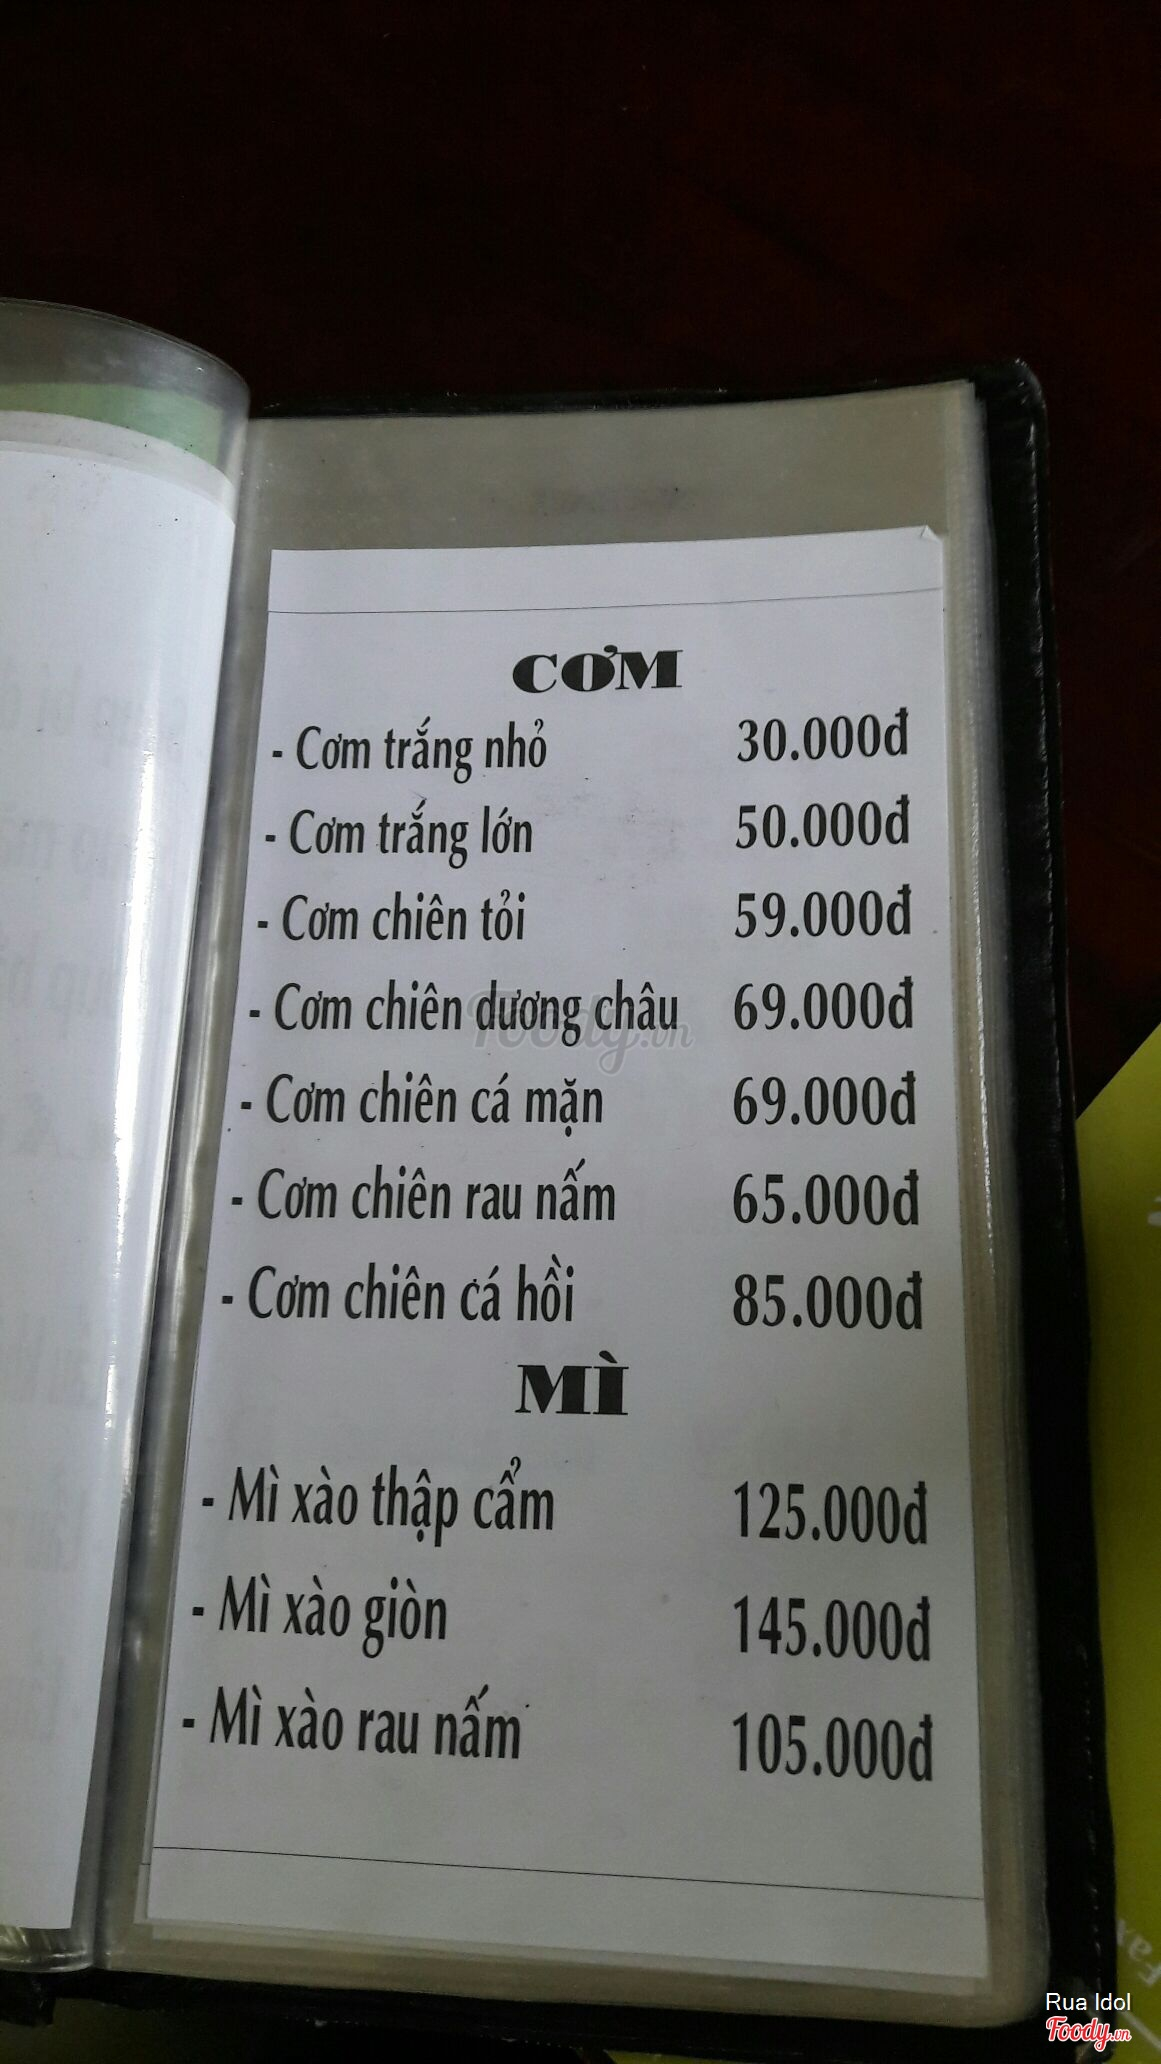 CƠM
- Cơm trắng nhỏ 30.000đ
- Cơm trắng lớn 50.000đ
- Cơm chiên tỏi 59.000đ
- Cơm chiên dương châu 69.000đ
- Cơm chiên cá mặn 69.000đ
- Cơm chiên rau nấm 65.000đ
- Cơm chiên cá hồi 85.000đ
MÌ
- Mì xào thập cẩm 125.000đ
- Mì xào giòn 145.000đ
- Mì xào rau nấm 105.000đ
Foody.vn
Fax
Rua Idol
Foody.vn